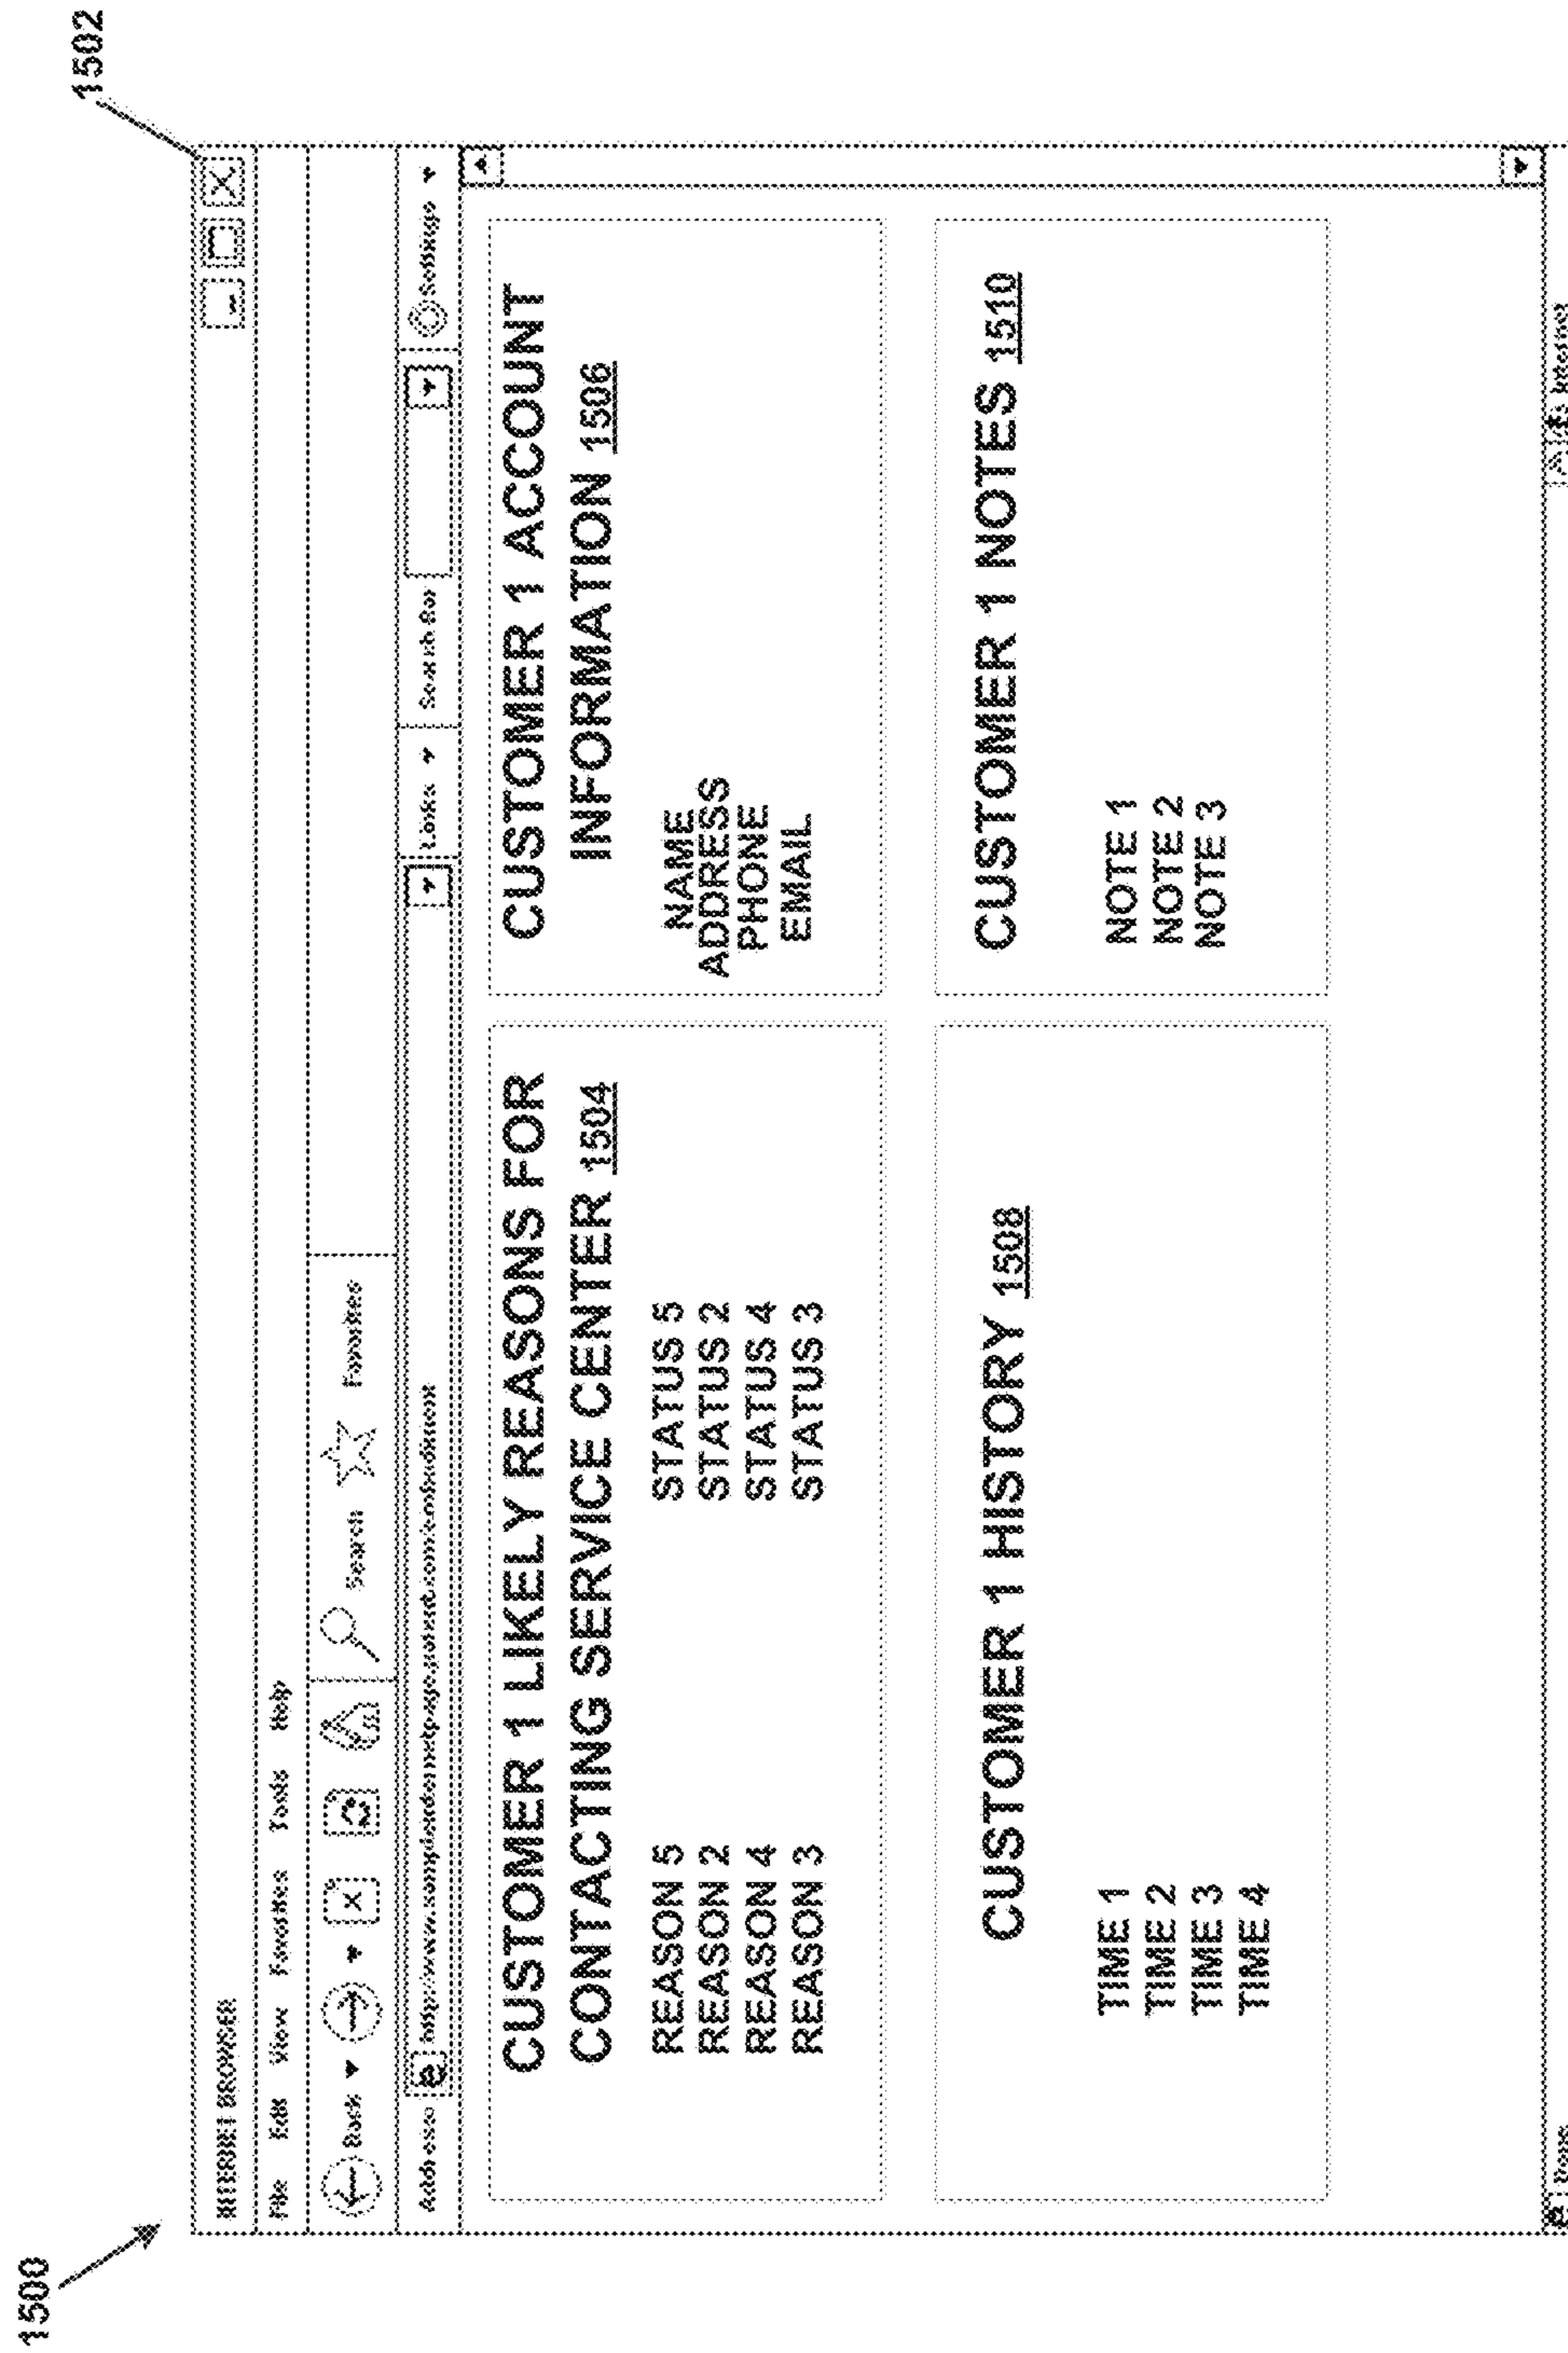 1500
1502
INTERNET BROWSER
File Edit View Favorites Tools Help
Back Search Favorites
Address Links Search Bar Settings
CUSTOMER 1 LIKELY REASONS FOR
CONTACTING SERVICE CENTER 1504
REASON 5 STATUS 5
REASON 2 STATUS 2
REASON 4 STATUS 4
REASON 3 STATUS 3
CUSTOMER 1 ACCOUNT
INFORMATION 1506
NAME
ADDRESS
PHONE
EMAIL
CUSTOMER 1 HISTORY 1508
TIME 1
TIME 2
TIME 3
TIME 4
CUSTOMER 1 NOTES 1510
NOTE 1
NOTE 2
NOTE 3